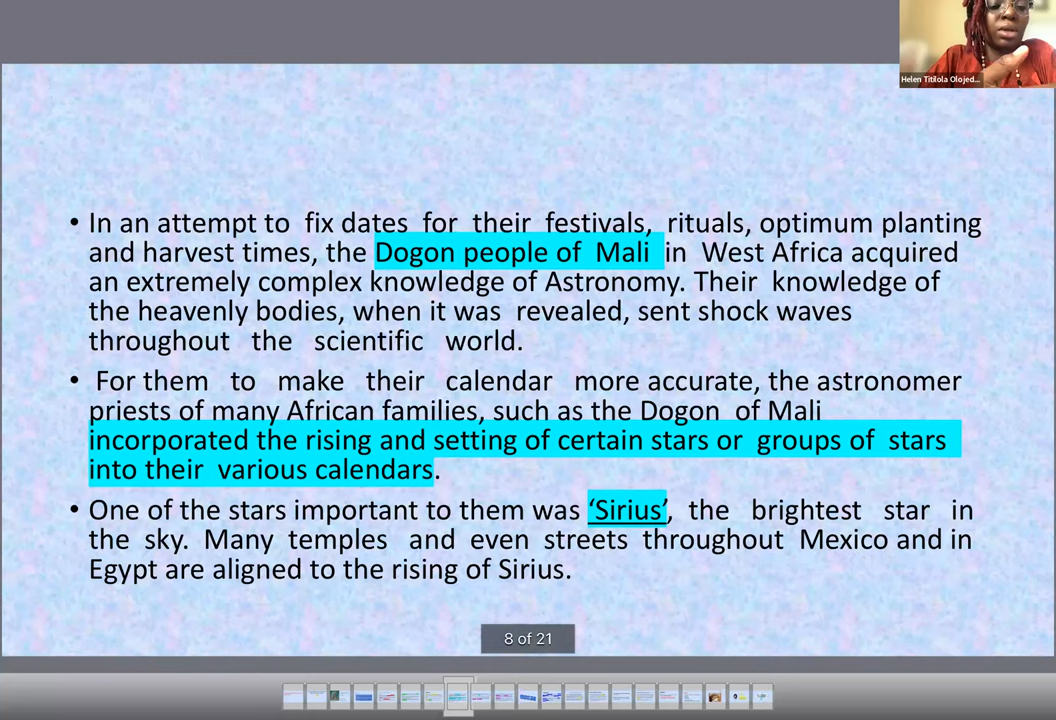 Helen Titilola Olojed...
• In an attempt to fix dates for their festivals, rituals, optimum planting
and harvest times, the Dogon people of Mali in West Africa acquired
an extremely complex knowledge of Astronomy. Their knowledge of
the heavenly bodies, when it was revealed, sent shock waves
throughout the scientific world.
• For them to make their calendar more accurate, the astronomer
priests of many African families, such as the Dogon of Mali
incorporated the rising and setting of certain stars or groups of stars
into their various calendars.
• One of the stars important to them was ‘Sirius’, the brightest star in
the sky. Many temples and even streets throughout Mexico and in
Egypt are aligned to the rising of Sirius.
8 of 21